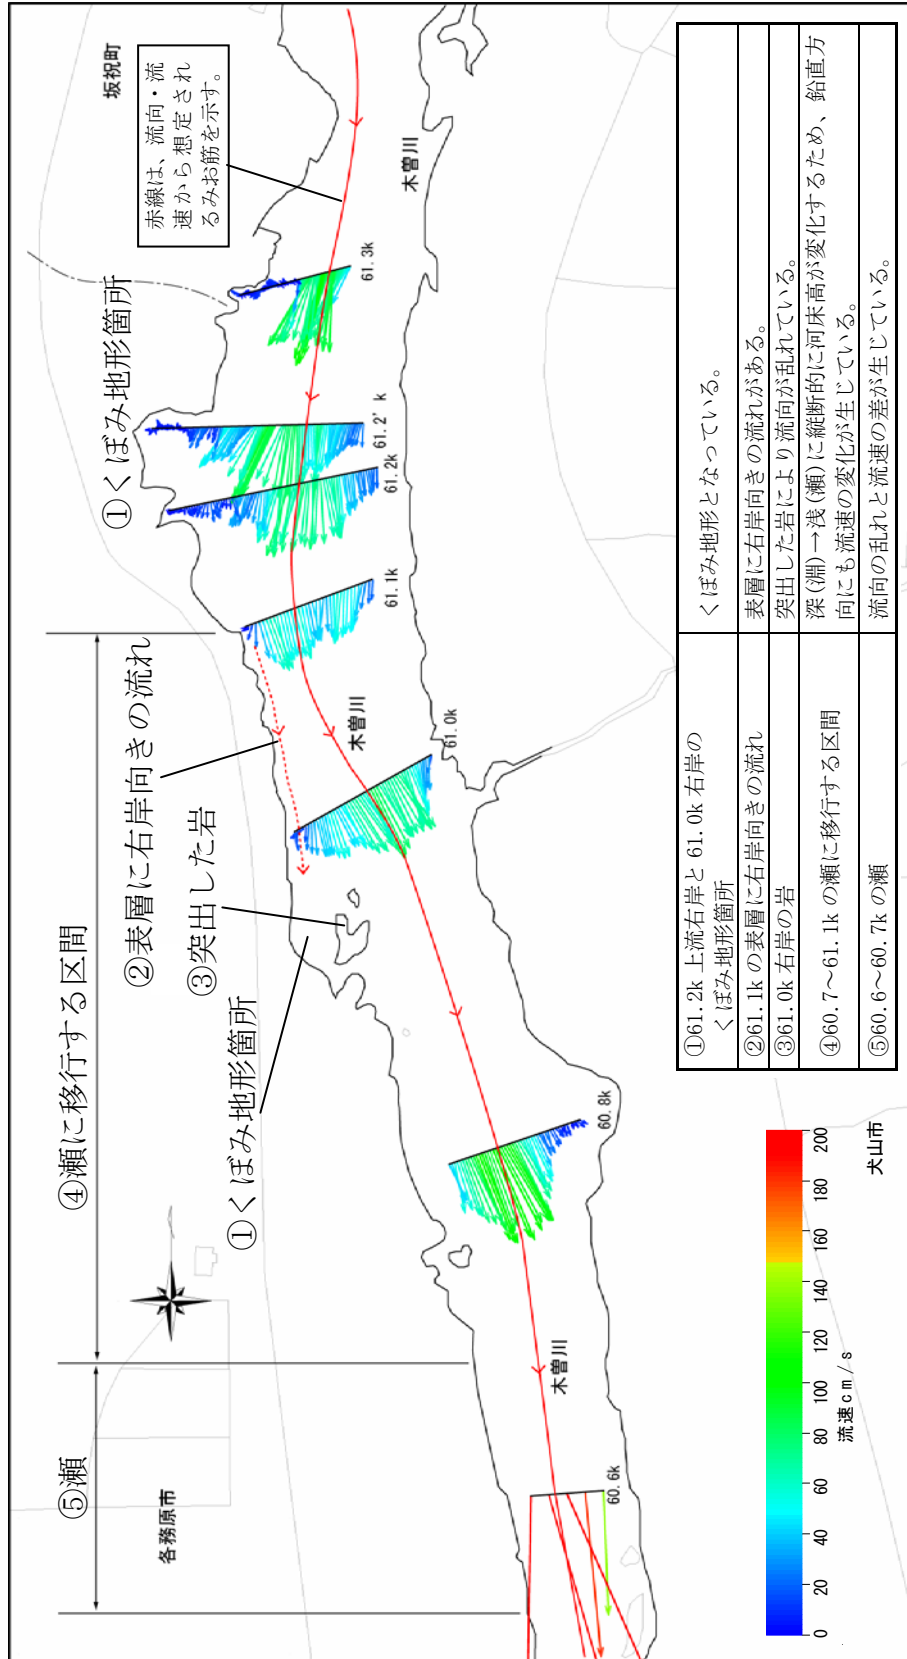 ⑤瀬
④瀬に移行する区間
各務原市
①くぼみ地形箇所
③突出した岩
②表層に右岸向きの流れ
①くぼみ地形箇所
坂祝町
赤線は、流向・流
速から想定され
るみお筋を示す。
木曽川
木曽川
木曽川
60.6k
60.8k
61.0k
61.1k
61.2k
61.2'k
61.3k
0 20 40 60 80 100 120 140 160 180 200
流速cm/s
犬山市
①61.2k 上流右岸と 61.0k 右岸の
くぼみ地形箇所
くぼみ地形となっている。
②61.1k の表層に右岸向きの流れ
表層に右岸向きの流れがある。
③61.0k 右岸の岩
突出した岩により流向が乱れている。
④60.7～61.1k の瀬に移行する区間
深(淵)→浅(瀬)に縦断的に河床高が変化するため、鉛直方
向にも流速の変化が生じている。
⑤60.6～60.7k の瀬
流向の乱れと流速の差が生じている。